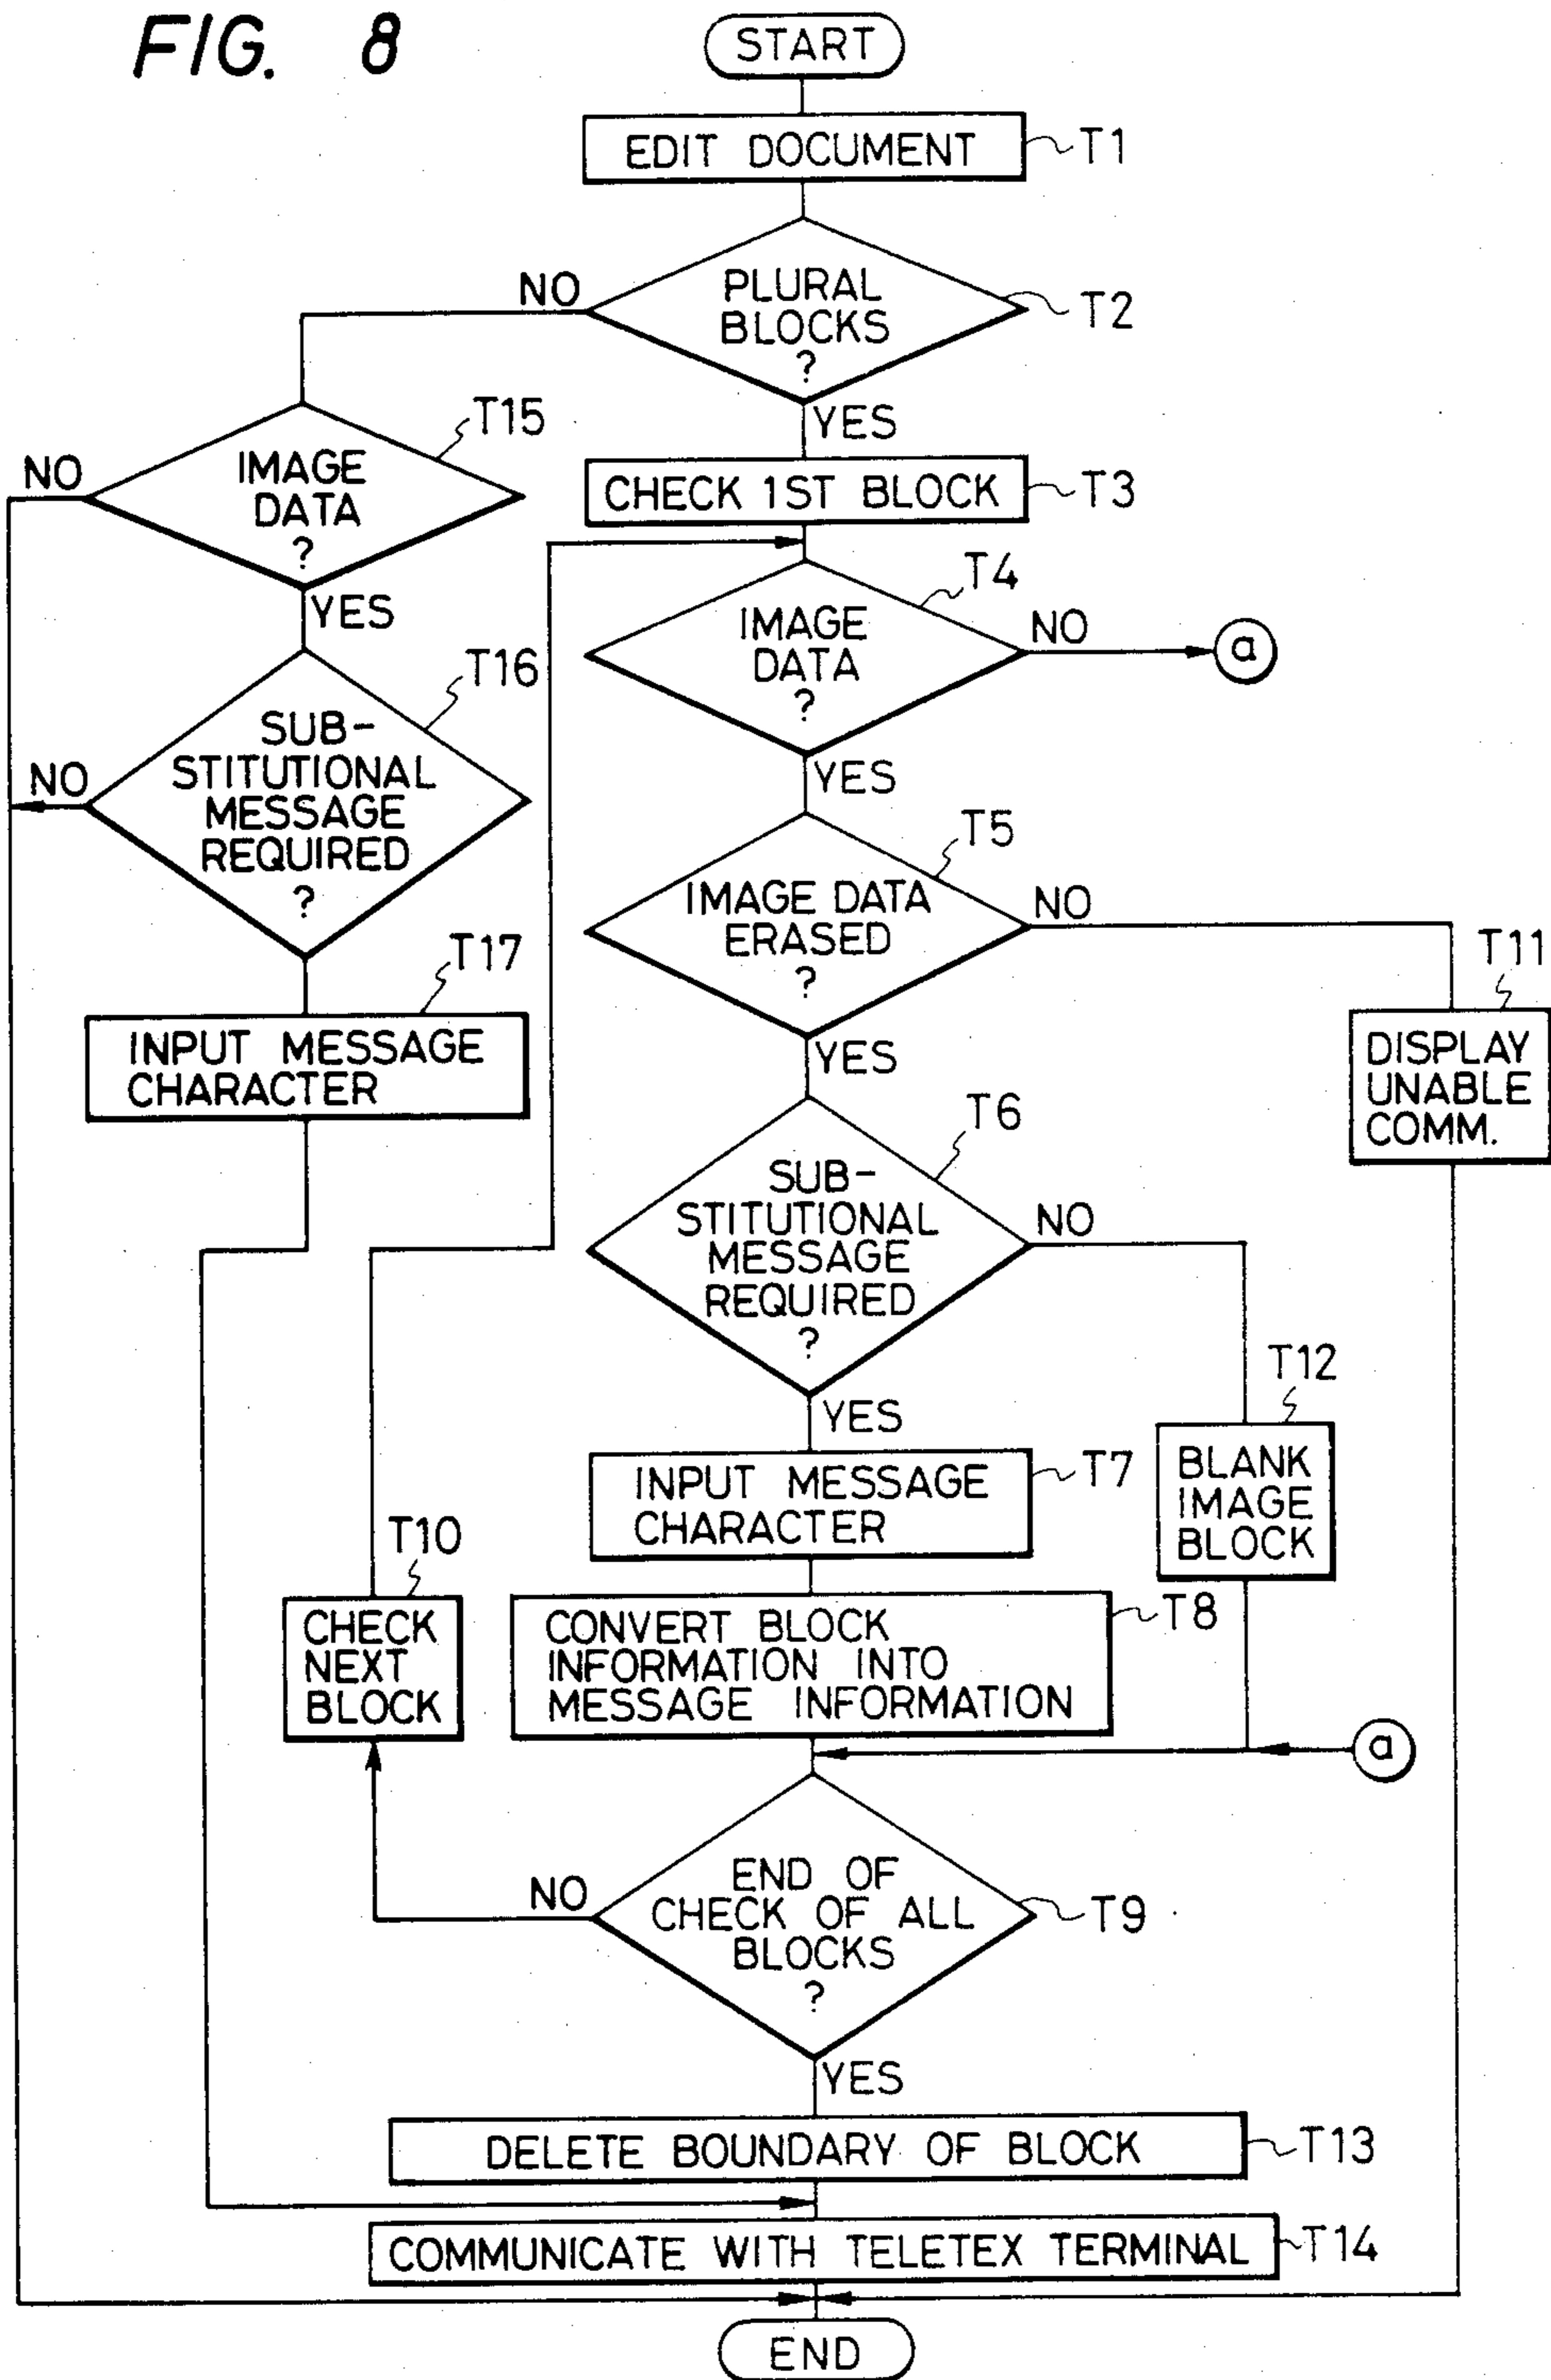 FIG. 8
START
EDIT DOCUMENT
T1
PLURAL
BLOCKS
?
T2
NO
YES
T15
IMAGE
DATA
?
NO
YES
CHECK 1ST BLOCK
T3
T4
IMAGE
DATA
?
NO
a
YES
T16
SUB-
STITUTIONAL
MESSAGE
REQUIRED
?
NO
T5
IMAGE DATA
ERASED
?
NO
YES
T17
INPUT MESSAGE
CHARACTER
T11
DISPLAY
UNABLE
COMM.
T6
SUB-
STITUTIONAL
MESSAGE
REQUIRED
?
NO
YES
T12
BLANK
IMAGE
BLOCK
INPUT MESSAGE
CHARACTER
T7
T10
CHECK
NEXT
BLOCK
CONVERT BLOCK
INFORMATION INTO
MESSAGE INFORMATION
T8
a
END OF
CHECK OF ALL
BLOCKS
?
T9
NO
YES
DELETE BOUNDARY OF BLOCK
T13
COMMUNICATE WITH TELETEX TERMINAL
T14
END